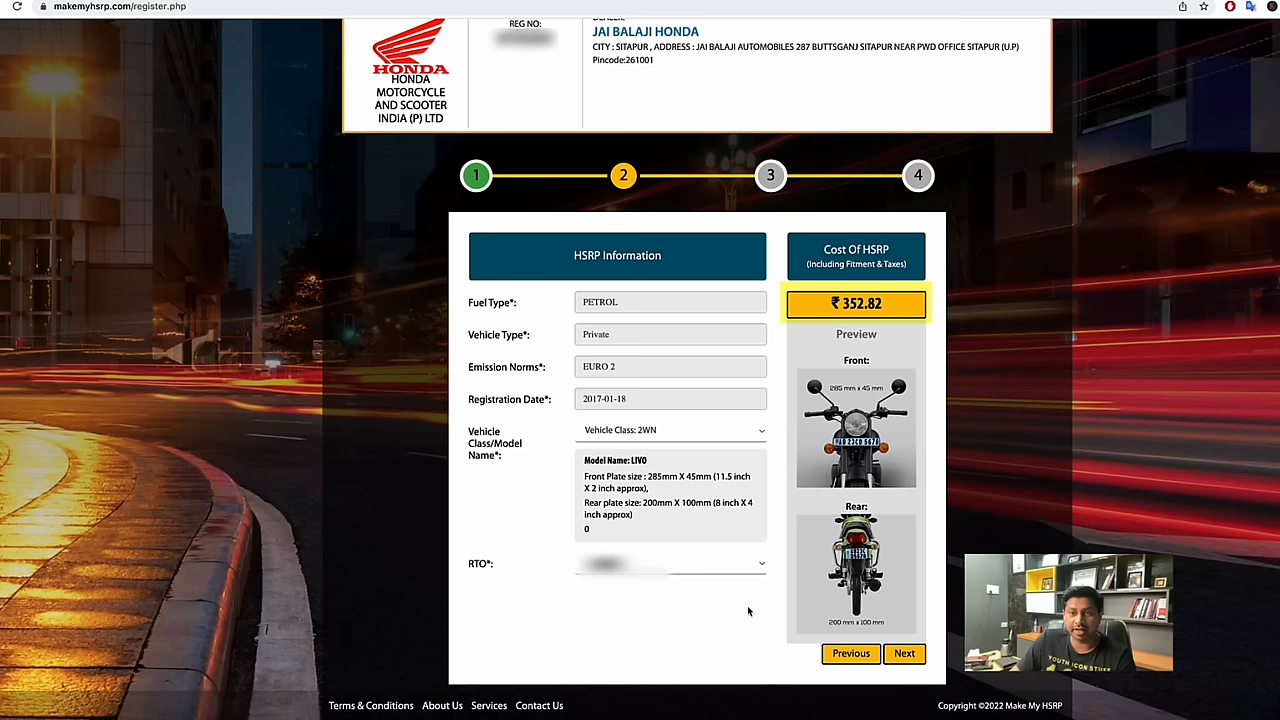 makemyhsrp.com/register.php
HONDA
HONDA
MOTORCYCLE
AND SCOOTER
INDIA (P) LTD
REG NO:
JAI BALAJI HONDA
CITY : SITAPUR , ADDRESS : JAI BALAJI AUTOMOBILES 287 BUTTSGANJ SITAPUR NEAR PWD OFFICE SITAPUR (U.P)
Pincode:261001
1
2
3
4
HSRP Information
Cost Of HSRP
(Including Fitment & Taxes)
Fuel Type*:
PETROL
₹ 352.82
Vehicle Type*:
Private
Preview
Emission Norms*:
EURO 2
Front:
Registration Date*:
2017-01-18
285 mm x 45 mm
Vehicle
Class/Model
Name*:
Vehicle Class: 2WN
Model Name: LIVO
Front Plate size : 285mm X 45mm (11.5 inch
X 2 inch approx),
Rear plate size: 200mm X 100mm (8 inch X 4
inch approx)
0
Rear:
RTO*:
200 mm x 100 mm
Previous
Next
YOUTH ICON STUFF
Terms & Conditions
About Us
Services
Contact Us
Copyright ©2022 Make My HSRP